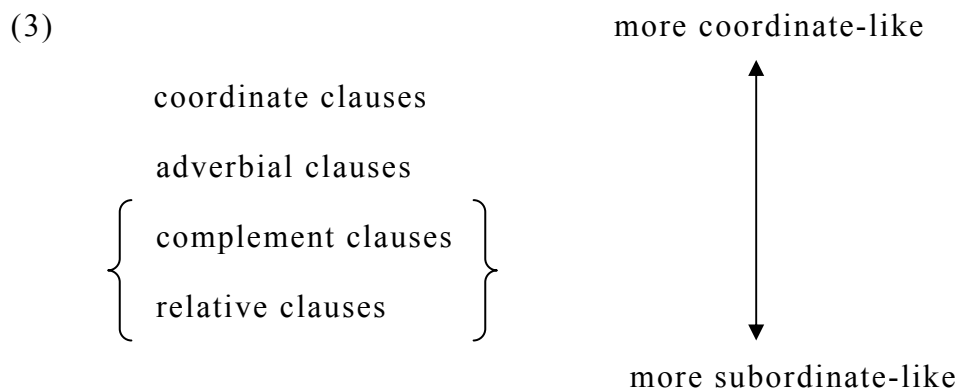 (3) more coordinate-like
coordinate clauses
adverbial clauses
complement clauses
relative clauses
more subordinate-like